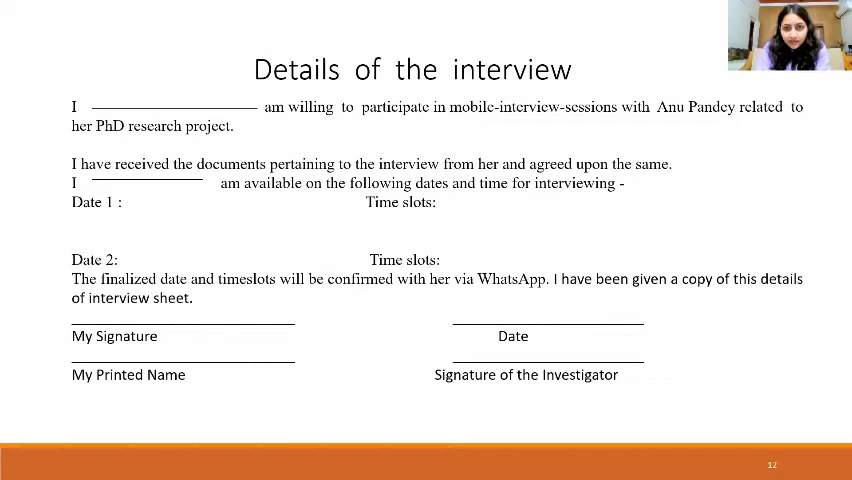 Details of the interview
I ____________________ am willing to participate in mobile-interview-sessions with Anu Pandey related to
her PhD research project.
I have received the documents pertaining to the interview from her and agreed upon the same.
I ______________ am available on the following dates and time for interviewing -
Date 1 : Time slots:
Date 2: Time slots:
The finalized date and timeslots will be confirmed with her via WhatsApp. I have been given a copy of this details
of interview sheet.
My Signature Date
My Printed Name Signature of the Investigator
12